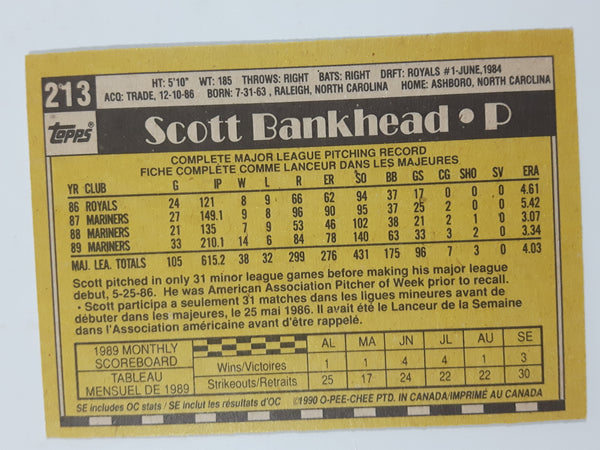 213
HT: 5'10" WT: 185 THROWS: RIGHT BATS: RIGHT DRFT: ROYALS #1-JUNE, 1984
ACQ: TRADE, 12-10-86 BORN: 7-31-63, RALEIGH, NORTH CAROLINA HOME: ASHBORO, NORTH CAROLINA
TOPPS
Scott Bankhead • P
COMPLETE MAJOR LEAGUE PITCHING RECORD
FICHE COMPLÈTE COMME LANCEUR DANS LES MAJEURES
YR CLUB G IP W L R ER SO BB GS CG SHO SV ERA
86 ROYALS 24 121 8 9 66 62 94 37 17 0 0 0 4.61
87 MARINERS 27 149.1 9 8 96 90 95 37 25 2 0 0 5.42
88 MARINERS 21 135 7 9 53 46 102 38 21 2 1 0 3.07
89 MARINERS 33 210.1 14 6 84 78 140 63 33 3 2 0 3.34
MAJ. LEA. TOTALS 105 615.2 38 32 299 276 431 175 96 7 3 0 4.03
Scott pitched in only 31 minor league games before making his major league
debut, 5-25-86. He was American Association Pitcher of Week prior to recall.
• Scott participa à seulement 31 matches dans les ligues mineures avant de
débuter dans les majeures, le 25 mai 1986. Il avait été le Lanceur de la Semaine
dans l'Association américaine avant d'être rappelé.
1989 MONTHLY
SCOREBOARD
TABLEAU
MENSUEL DE 1989
AL MA JN JL AU SE
Wins/Victoires 1 1 4 4 1 3
Strikeouts/Retraits 25 17 24 22 22 30
SE includes OC stats / SE incl les résultats d'OC ©1990 O-PEE-CHEE PTD. IN CANADA/IMPRIMÉ AU CANADA